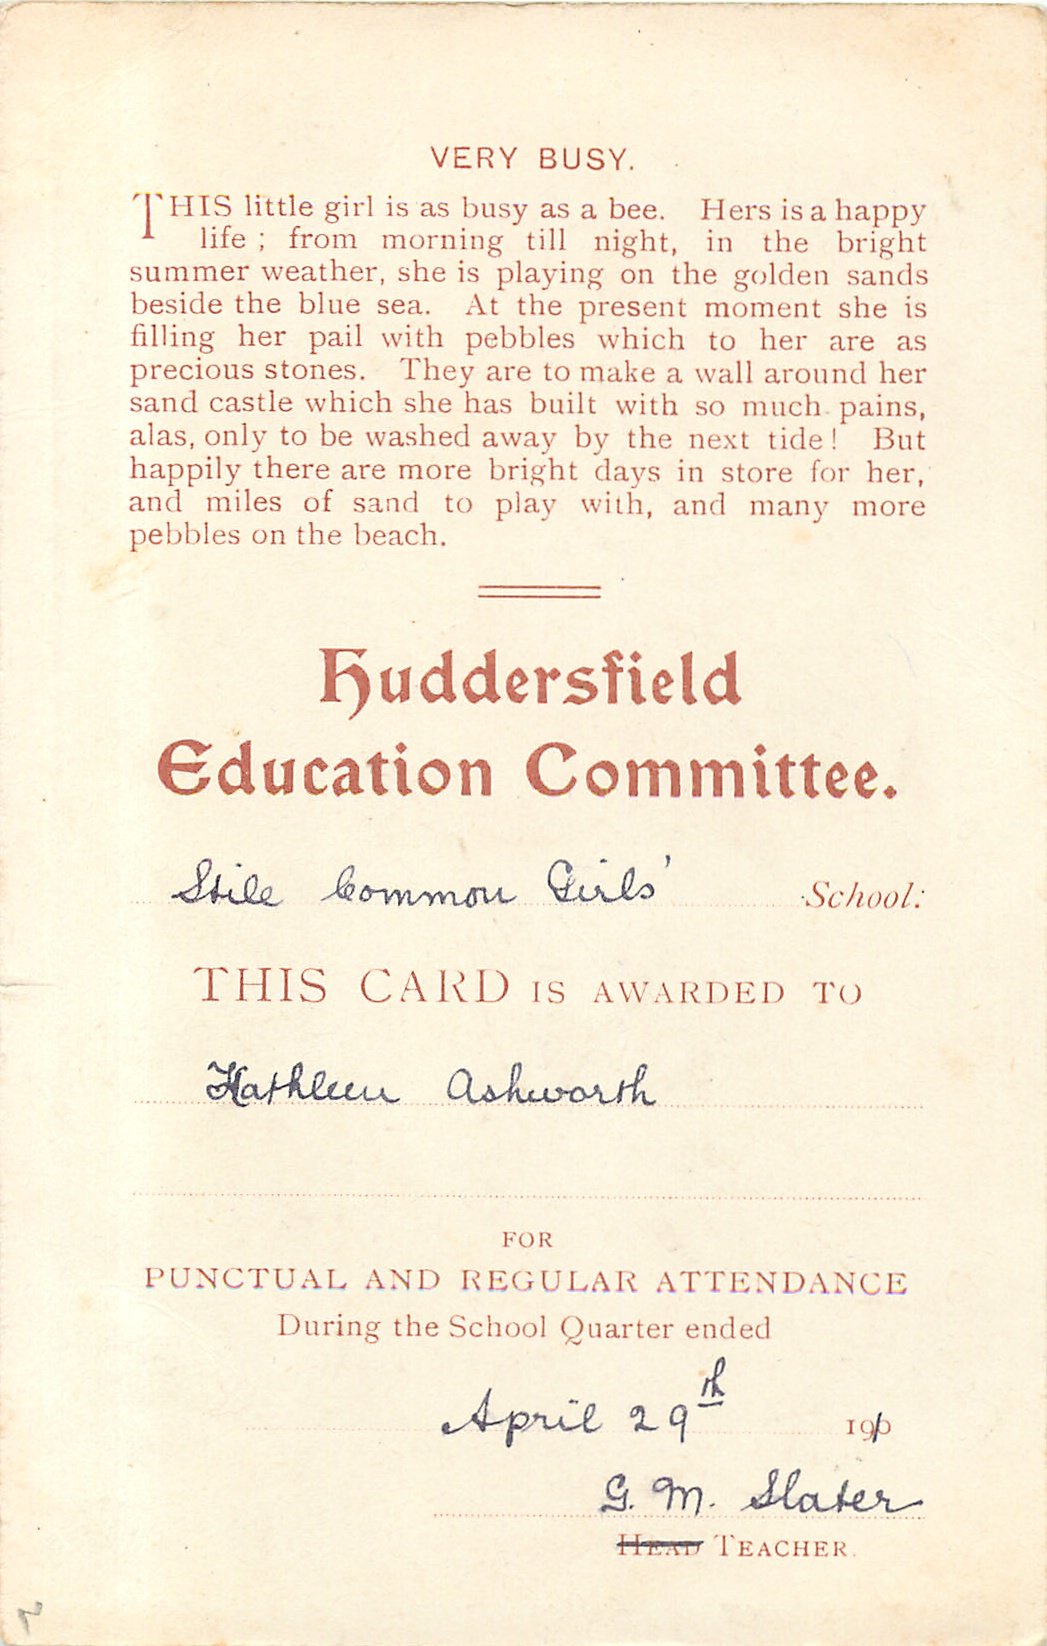 VERY BUSY.
THIS little girl is as busy as a bee. Hers is a happy
life ; from morning till night, in the bright
summer weather, she is playing on the golden sands
beside the blue sea. At the present moment she is
filling her pail with pebbles which to her are as
precious stones. They are to make a wall around her
sand castle which she has built with so much pains,
alas, only to be washed away by the next tide! But
happily there are more bright days in store for her,
and miles of sand to play with, and many more
pebbles on the beach.
Huddersfield
Education Committee.
Stile Common Girls' School:
THIS CARD IS AWARDED TO
Kathleen Ashworth
FOR
PUNCTUAL AND REGULAR ATTENDANCE
During the School Quarter ended
April 29th 191
G. M. Slater
HEAD TEACHER.